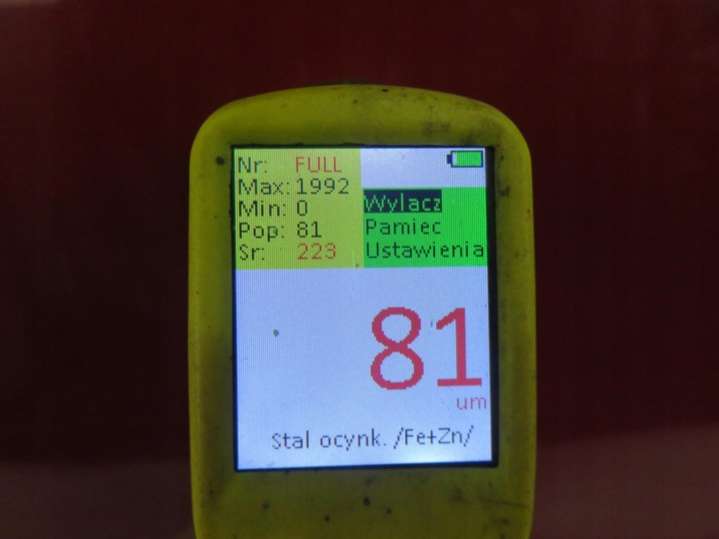 Nr: FULL
Max: 1992
Min: 0
Pop: 81
Sr: 223
Wylacz
Pamiec
Ustawienia
81
um
Stal ocynk. /Fe+Zn/